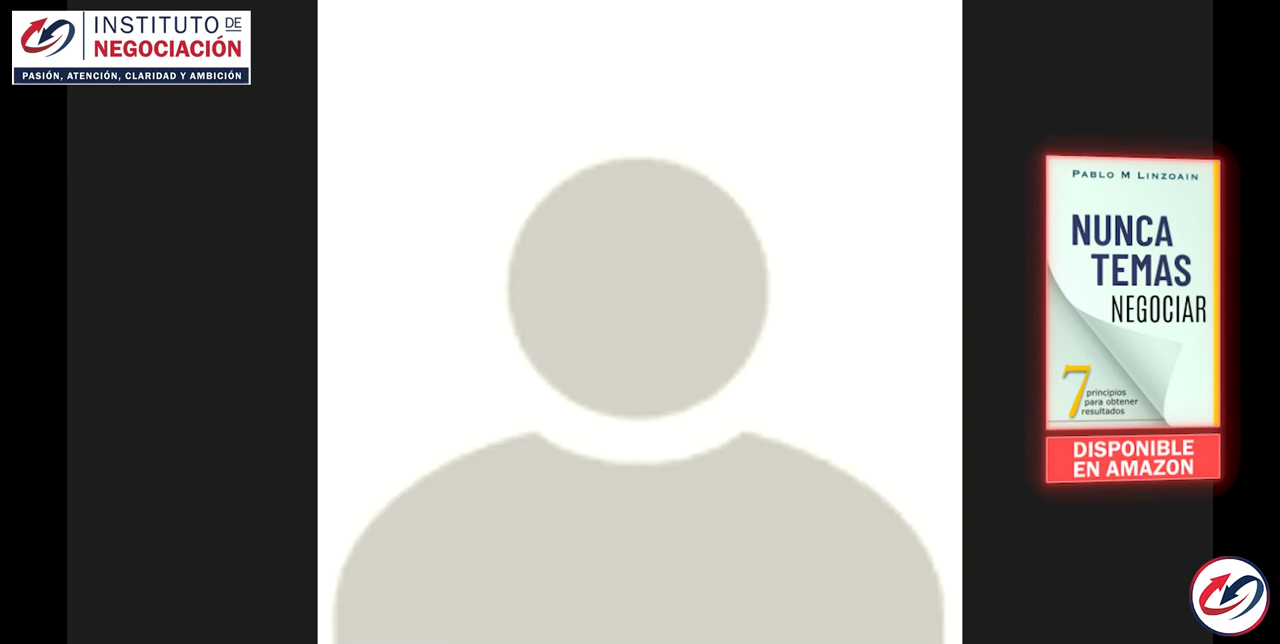 INSTITUTO DE
NEGOCIACIÓN
PASIÓN, ATENCIÓN, CLARIDAD Y AMBICIÓN
PABLO M LINZOAIN
NUNCA
TEMAS
NEGOCIAR
7 principios
para obtener
resultados
DISPONIBLE
EN AMAZON